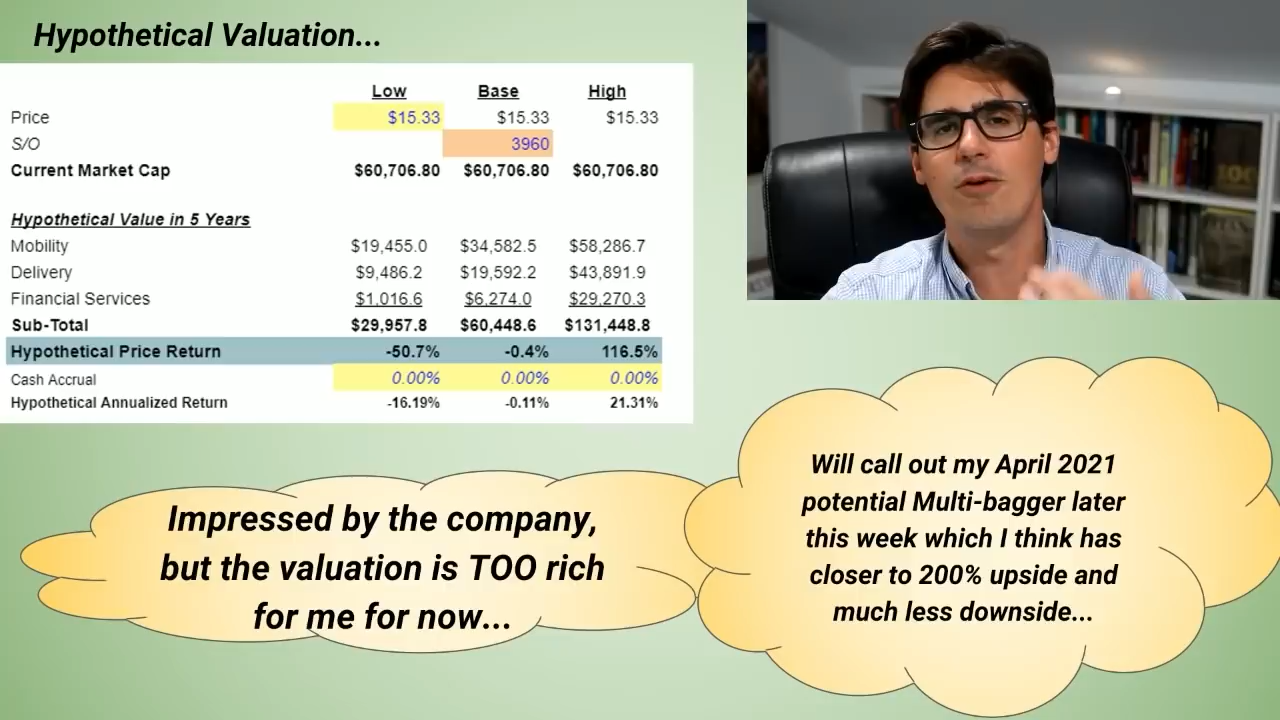 Hypothetical Valuation...
Low Base High
Price $15.33 $15.33 $15.33
S/O 3960
Current Market Cap $60,706.80 $60,706.80 $60,706.80
Hypothetical Value in 5 Years
Mobility $19,455.0 $34,582.5 $58,286.7
Delivery $9,486.2 $19,592.2 $43,891.9
Financial Services $1,016.6 $6,274.0 $29,270.3
Sub-Total $29,957.8 $60,448.6 $131,448.8
Hypothetical Price Return -50.7% -0.4% 116.5%
Cash Accrual 0.00% 0.00% 0.00%
Hypothetical Annualized Return -16.19% -0.11% 21.31%
Impressed by the company,
but the valuation is TOO rich
for me for now...
Will call out my April 2021
potential Multi-bagger later
this week which I think has
closer to 200% upside and
much less downside...